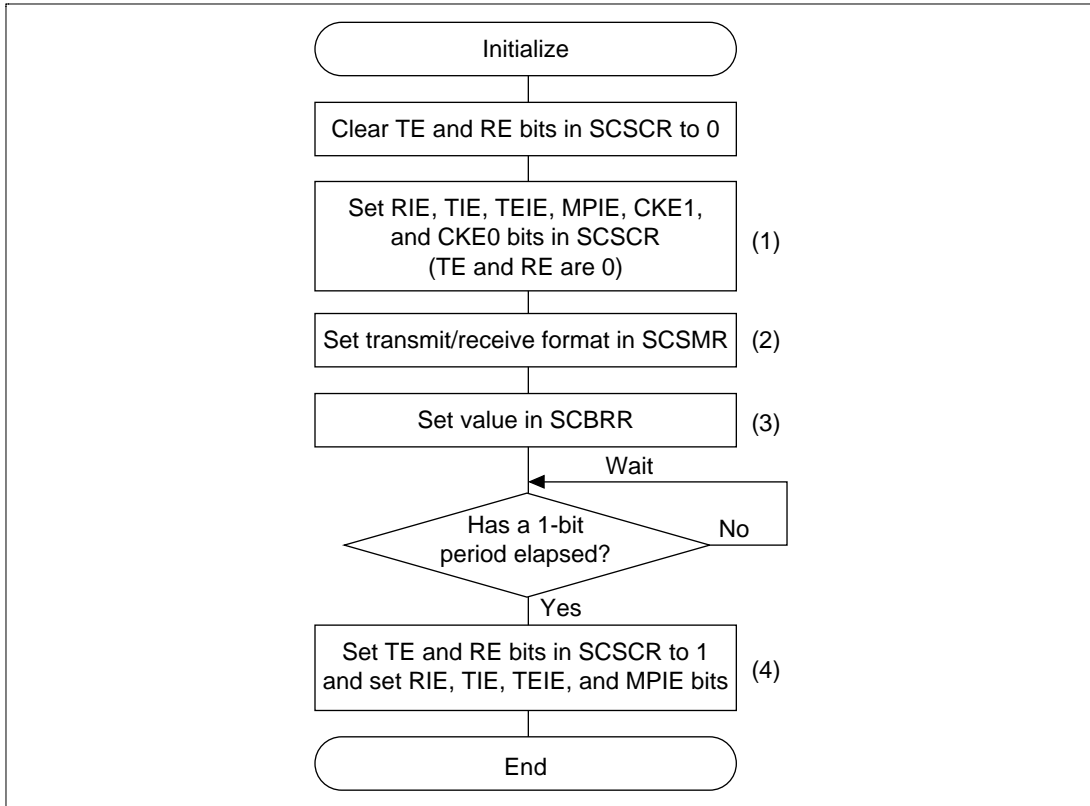 Initialize
Clear TE and RE bits in SCSCR to 0
Set RIE, TIE, TEIE, MPIE, CKE1,
and CKE0 bits in SCSCR
(TE and RE are 0)
(1)
Set transmit/receive format in SCSMR
(2)
Set value in SCBRR
(3)
Wait
Has a 1-bit
period elapsed?
No
Yes
Set TE and RE bits in SCSCR to 1
and set RIE, TIE, TEIE, and MPIE bits
(4)
End